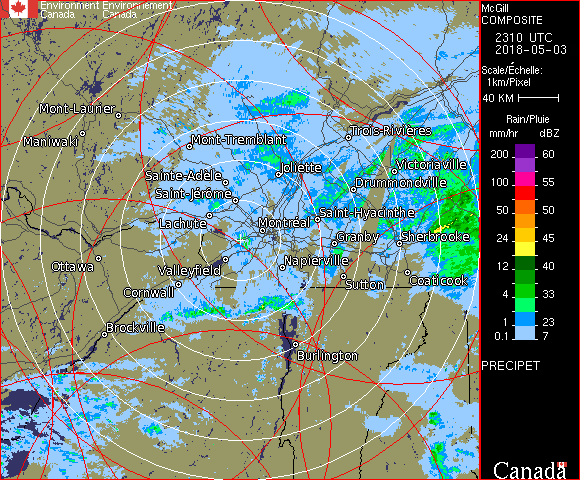 Environment Environnement
Canada Canada
McGill
COMPOSITE
2310 UTC
2018-05-03
Scale/Échelle:
1km/Pixel
40 KM
Rain/Pluie
mm/hr dBZ
200 60
100 55
50 50
45
24 45
12 40
4 33
1 23
0.1 7
PRECIPET
Mont-Laurier
Maniwaki
Mont-Tremblant
Trois-Rivières
Sainte-Adèle
Joliette
Victoriaville
Saint-Jérôme
Drummondville
Lachute
Montréal
Saint-Hyacinthe
Granby
Sherbrooke
Ottawa
Valleyfield
Napierville
Sutton
Coaticook
Cornwall
Brockville
Burlington
Canada